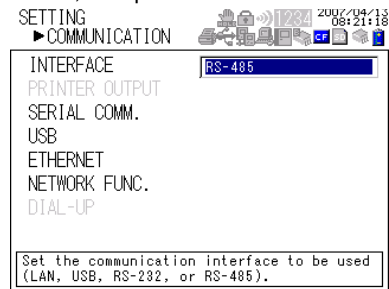 SETTING
2007/04/13
1234
08:21:18
▶COMMUNICATION
CF SD
INTERFACE
RS-485
PRINTER OUTPUT
SERIAL COMM.
USB
ETHERNET
NETWORK FUNC.
DIAL-UP
Set the communication interface to be used
(LAN, USB, RS-232, or RS-485).